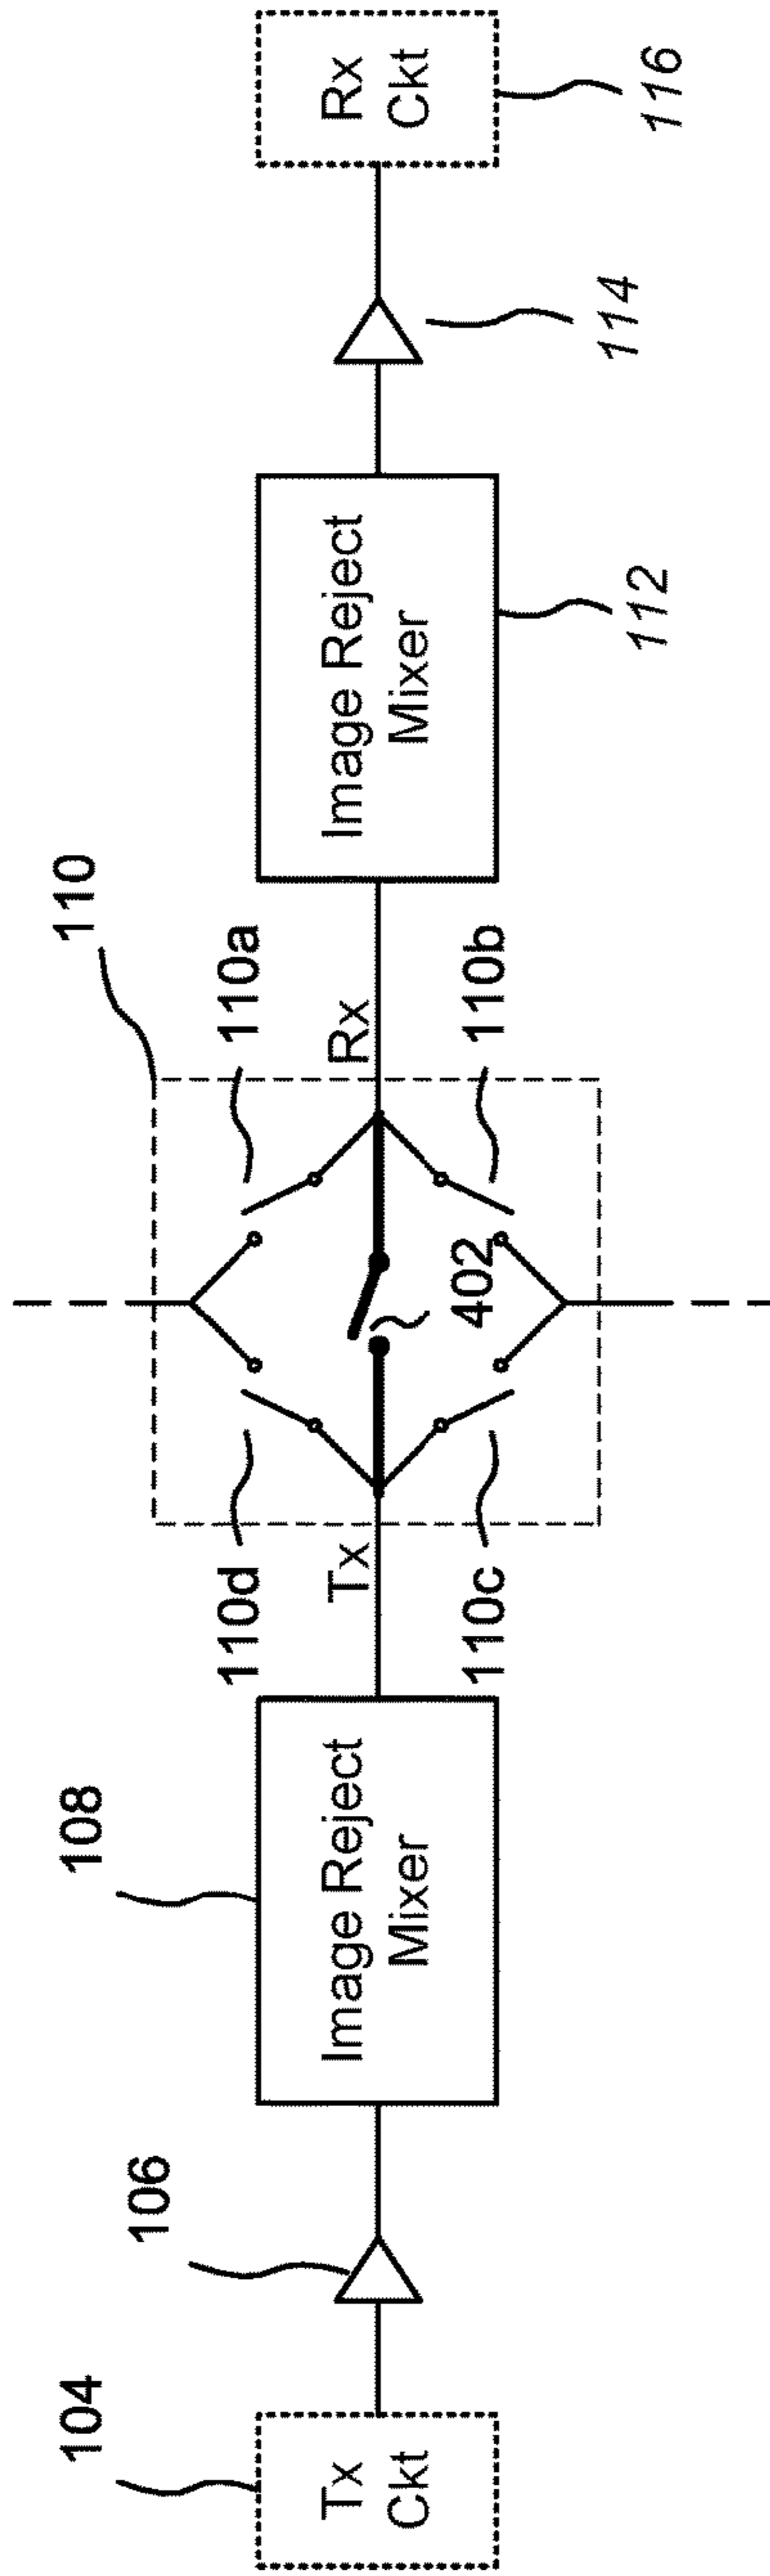 104
Tx
Ckt
106
108
Image Reject
Mixer
Tx
110d
110c
402
110
110a
110b
Rx
Image Reject
Mixer
112
114
Rx
Ckt
116